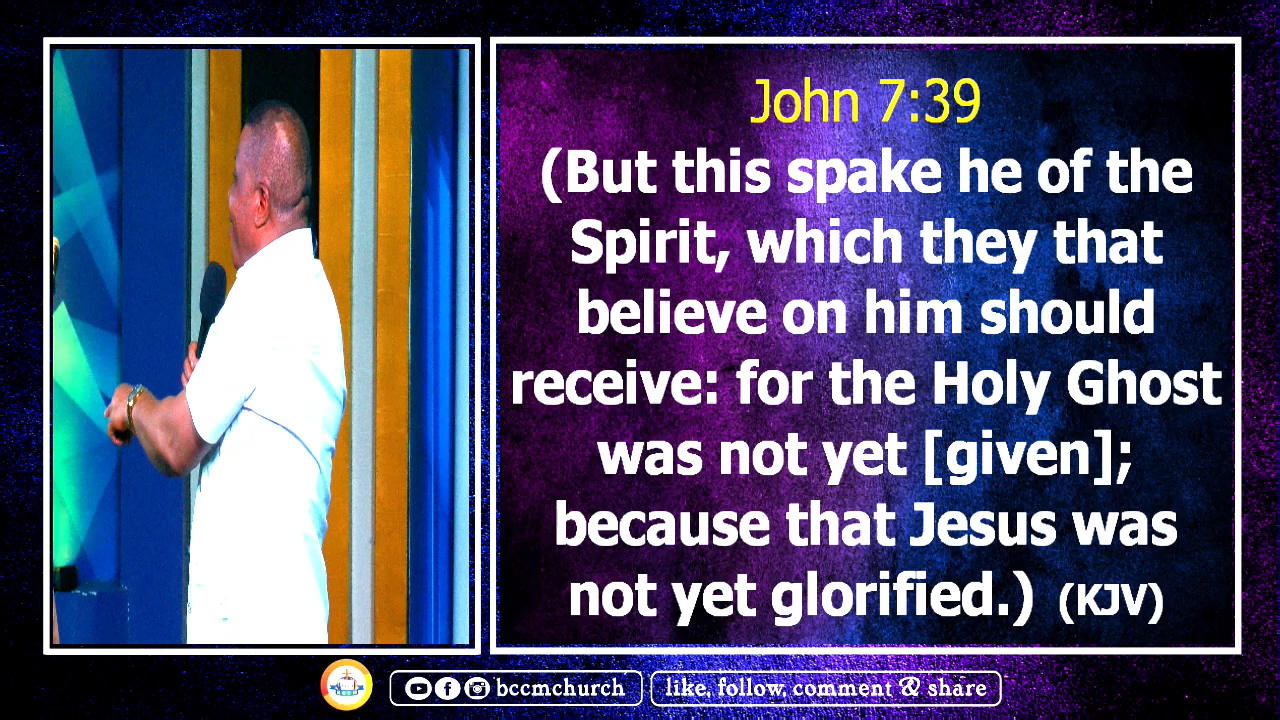 John 7:39
(But this spake he of the
Spirit, which they that
believe on him should
receive: for the Holy Ghost
was not yet [given];
because that Jesus was
not yet glorified.) (KJV)
bccmchurch
like, follow, comment & share